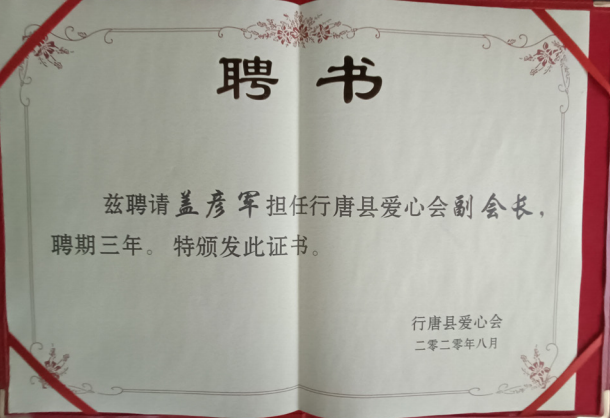 聘书
兹聘请盖彦军担任行唐县爱心会副会长，
聘期三年。特颁发此证书。
行唐县爱心会
二零二零年八月